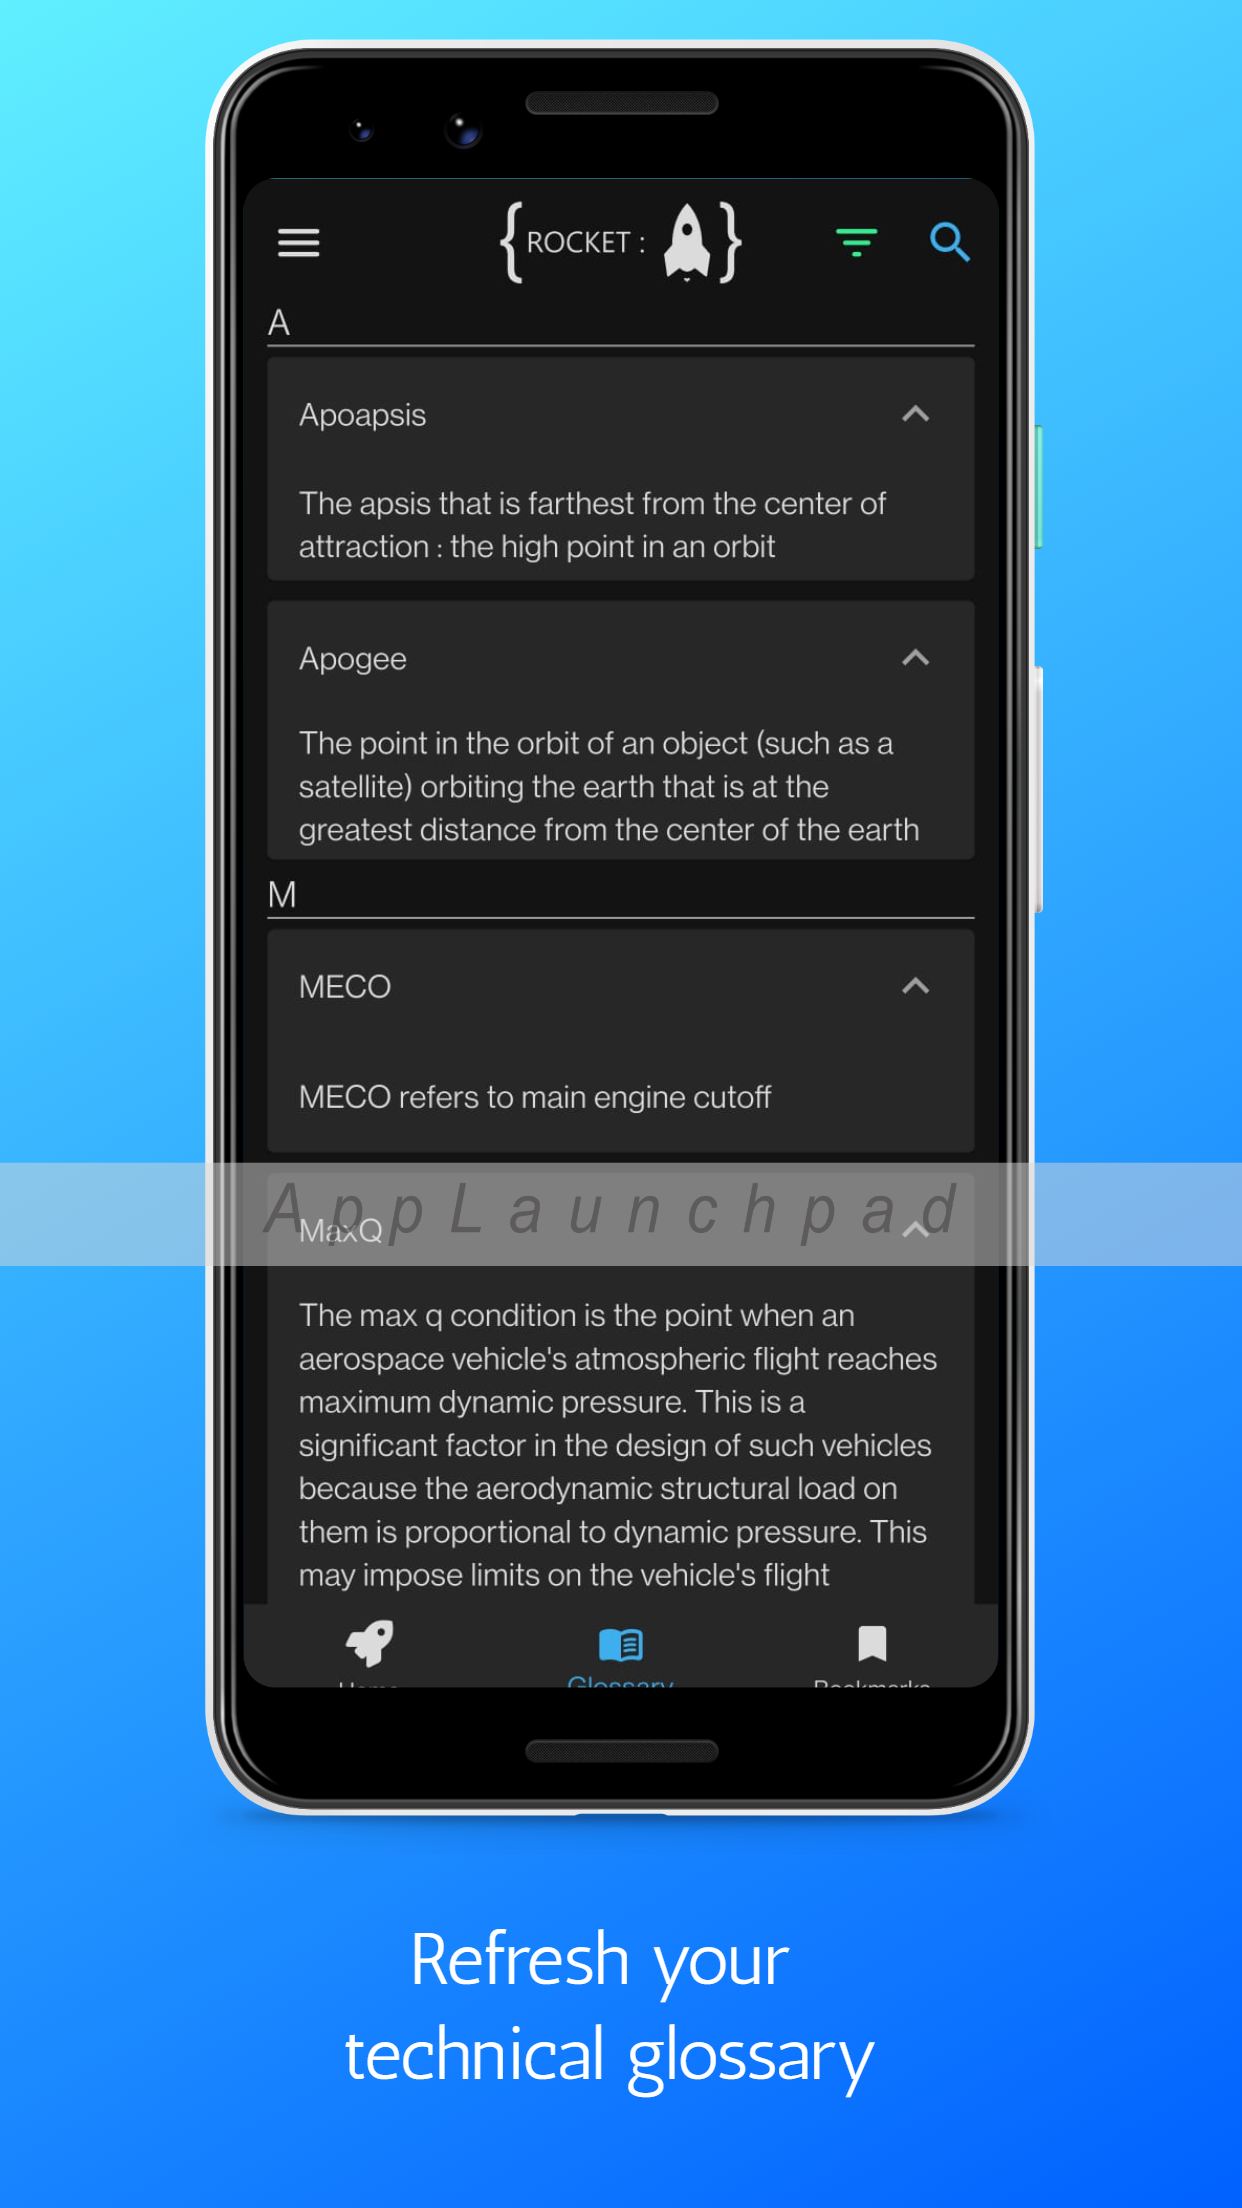 {ROCKET : }
A
Apoapsis
The apsis that is farthest from the center of
attraction : the high point in an orbit
Apogee
The point in the orbit of an object (such as a
satellite) orbiting the earth that is at the
greatest distance from the center of the earth
M
MECO
MECO refers to main engine cutoff
AppLaunchpad
MaxQ
The max q condition is the point when an
aerospace vehicle's atmospheric flight reaches
maximum dynamic pressure. This is a
significant factor in the design of such vehicles
because the aerodynamic structural load on
them is proportional to dynamic pressure. This
may impose limits on the vehicle's flight
Home
Glossary
Bookmarks
Refresh your
technical glossary